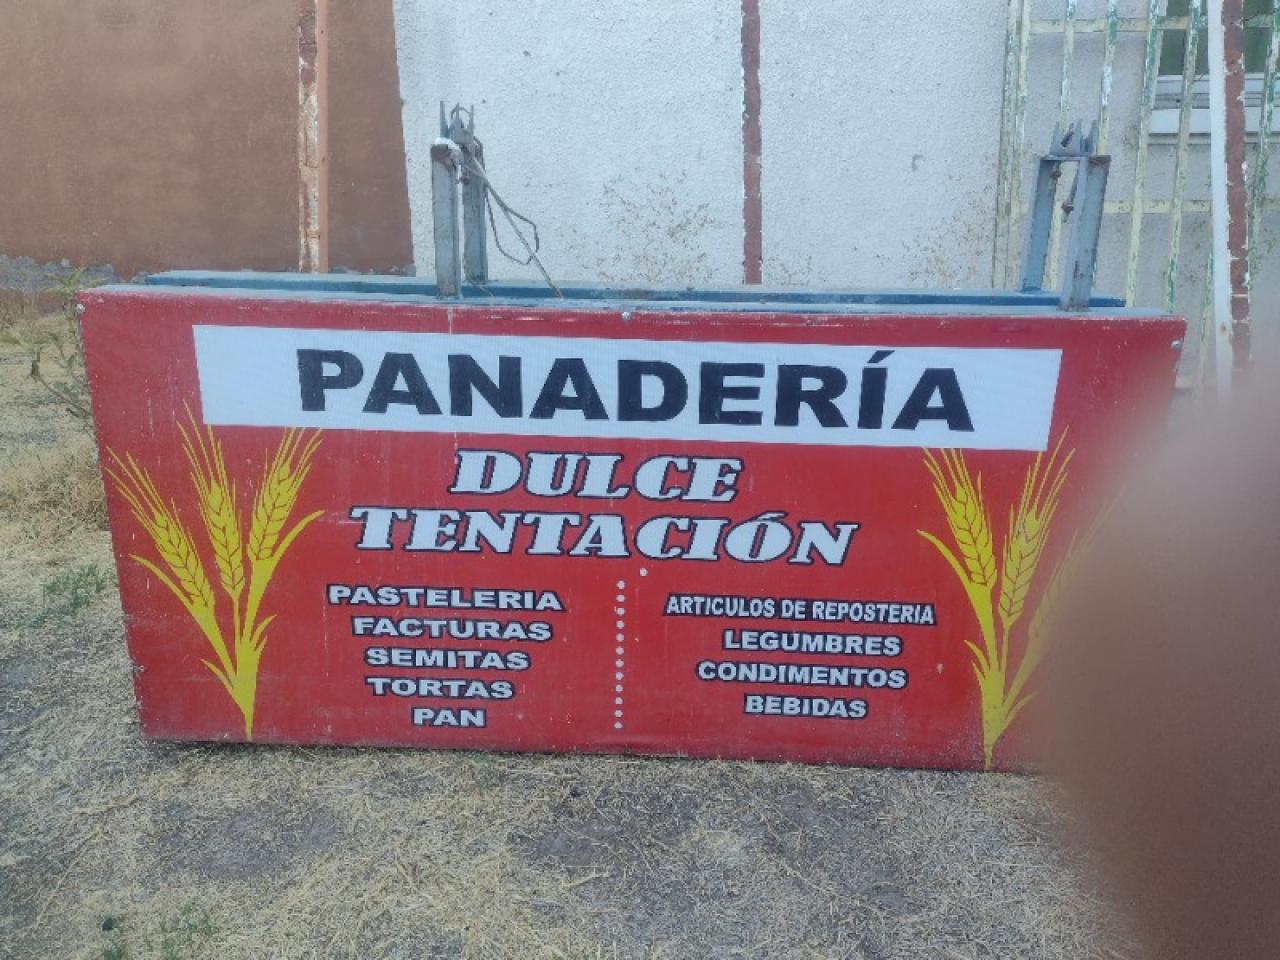 PANADERÍA
DULCE
TENTACIÓN
PASTELERIA
FACTURAS
SEMITAS
TORTAS
PAN
ARTICULOS DE REPOSTERIA
LEGUMBRES
CONDIMENTOS
BEBIDAS